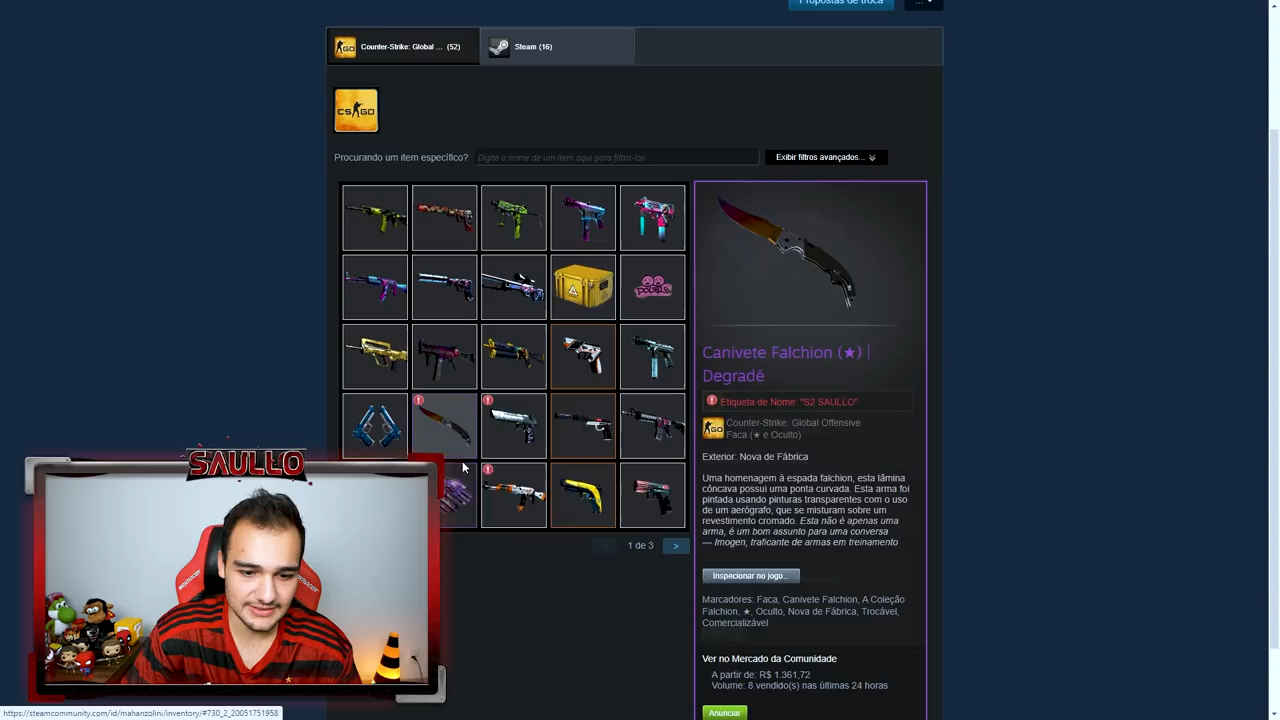 Propostas de troca
...
Counter-Strike: Global ... (52)
Steam (16)
CS GO
Procurando um item específico?
Digite o nome de um item aqui para filtrá-los
Exibir filtros avançados...
Canivete Falchion (★) |
Degradê
Etiqueta de Nome: "S2 SAULLO"
GO
Counter-Strike: Global Offensive
Faca (★ e Oculto)
Exterior: Nova de Fábrica
Uma homenagem à espada falchion, esta lâmina
côncava possui uma ponta curvada. Esta arma foi
pintada usando pinturas transparentes com o uso
de um aerógrafo, que se misturam sobre um
revestimento cromado. Esta não é apenas uma
arma, é um bom assunto para uma conversa
— Imogen, traficante de armas em treinamento
< 1 de 3 >
Inspecionar no jogo...
Marcadores: Faca, Canivete Falchion, A Coleção
Falchion, ★, Oculto, Nova de Fábrica, Trocável,
Comercializável
Ver no Mercado da Comunidade
A partir de: R$ 1.361,72
Volume: 8 vendido(s) nas últimas 24 horas
Anunciar
SAULLO
https://steamcommunity.com/id/mahanzolini/inventory/#730_2_20051751958